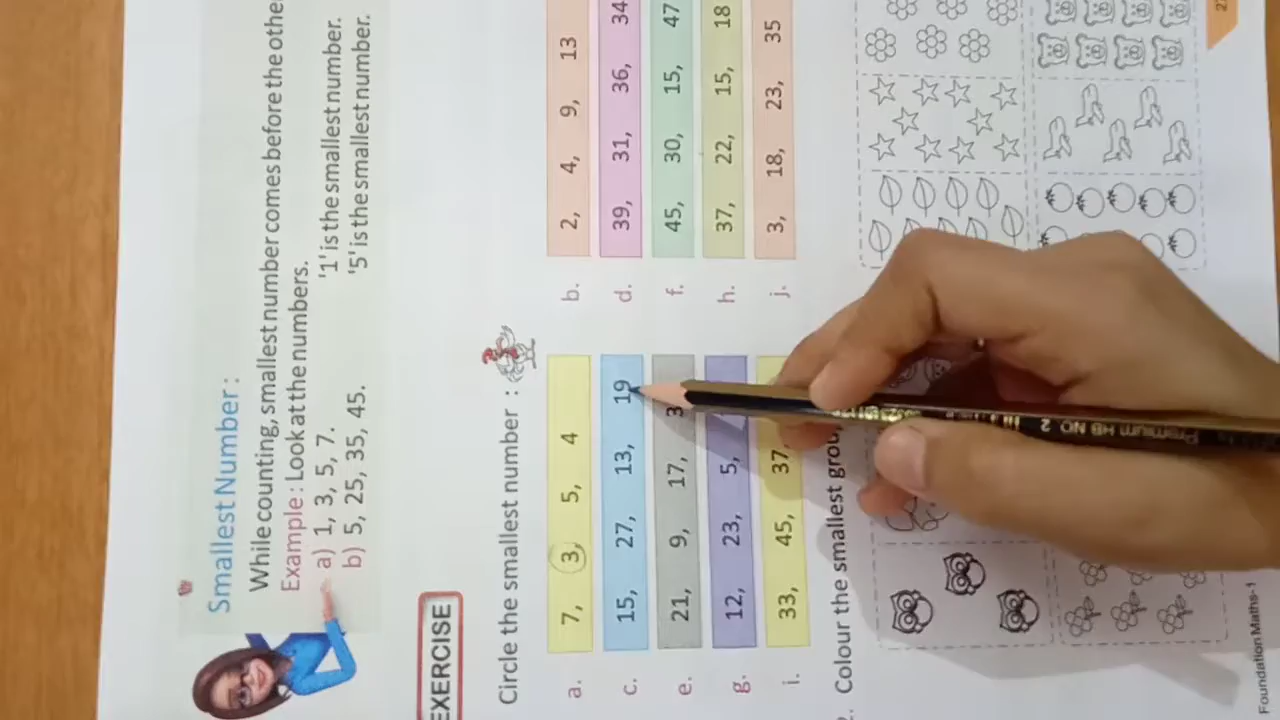 Smallest Number :
While counting, smallest number comes before the
Example : Look at the numbers.
a) 1, 3, 5, 7. '1' is the smallest number.
b) 5, 25, 35, 45. '5' is the smallest number.
EXERCISE
Circle the smallest number :
a. 7, 3, 5, 4
b. 2, 4, 9, 13
c. 15, 27, 13, 19
d. 39, 31, 36, 34
e. 21, 9, 17, 3
f. 45, 30, 15, 47
g. 12, 23, 5,
h. 37, 22, 15, 18
i. 33, 45, 37,
j. 3, 18, 23, 35
Colour the smallest
Foundation Maths-1
Premium HB NO. 2